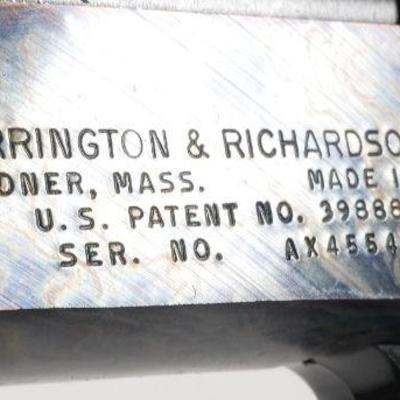 RRINGTON & RICHARDSO
DNER, MASS. MADE I
U.S. PATENT NO. 39888
SER. NO. AX4554